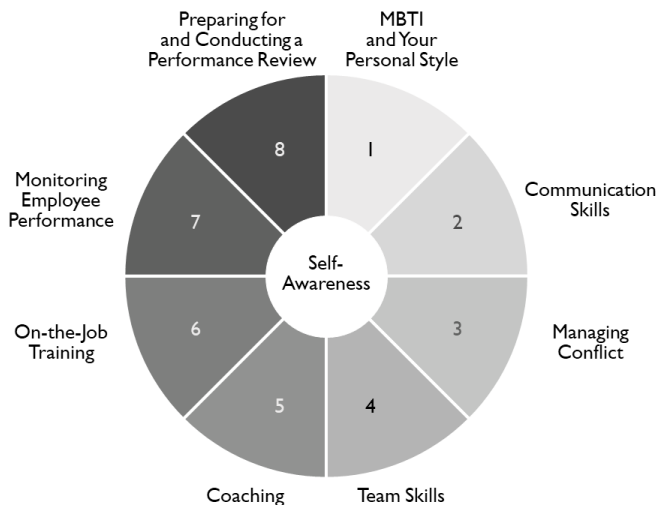 Preparing for
and Conducting a
Performance Review
MBTI
and Your
Personal Style
8
1
Monitoring
Employee
Performance
7
2
Communication
Skills
Self-
Awareness
On-the-Job
Training
6
3
Managing
Conflict
5
4
Coaching
Team Skills